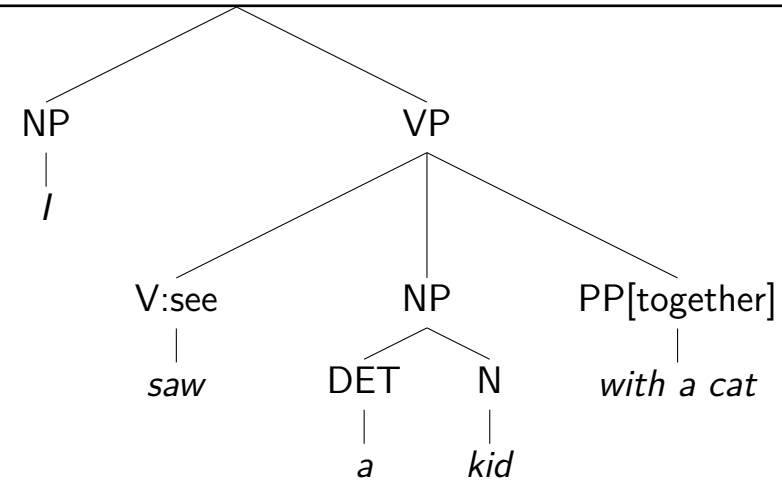 NP VP
I
V:see NP PP[together]
saw DET N with a cat
a kid